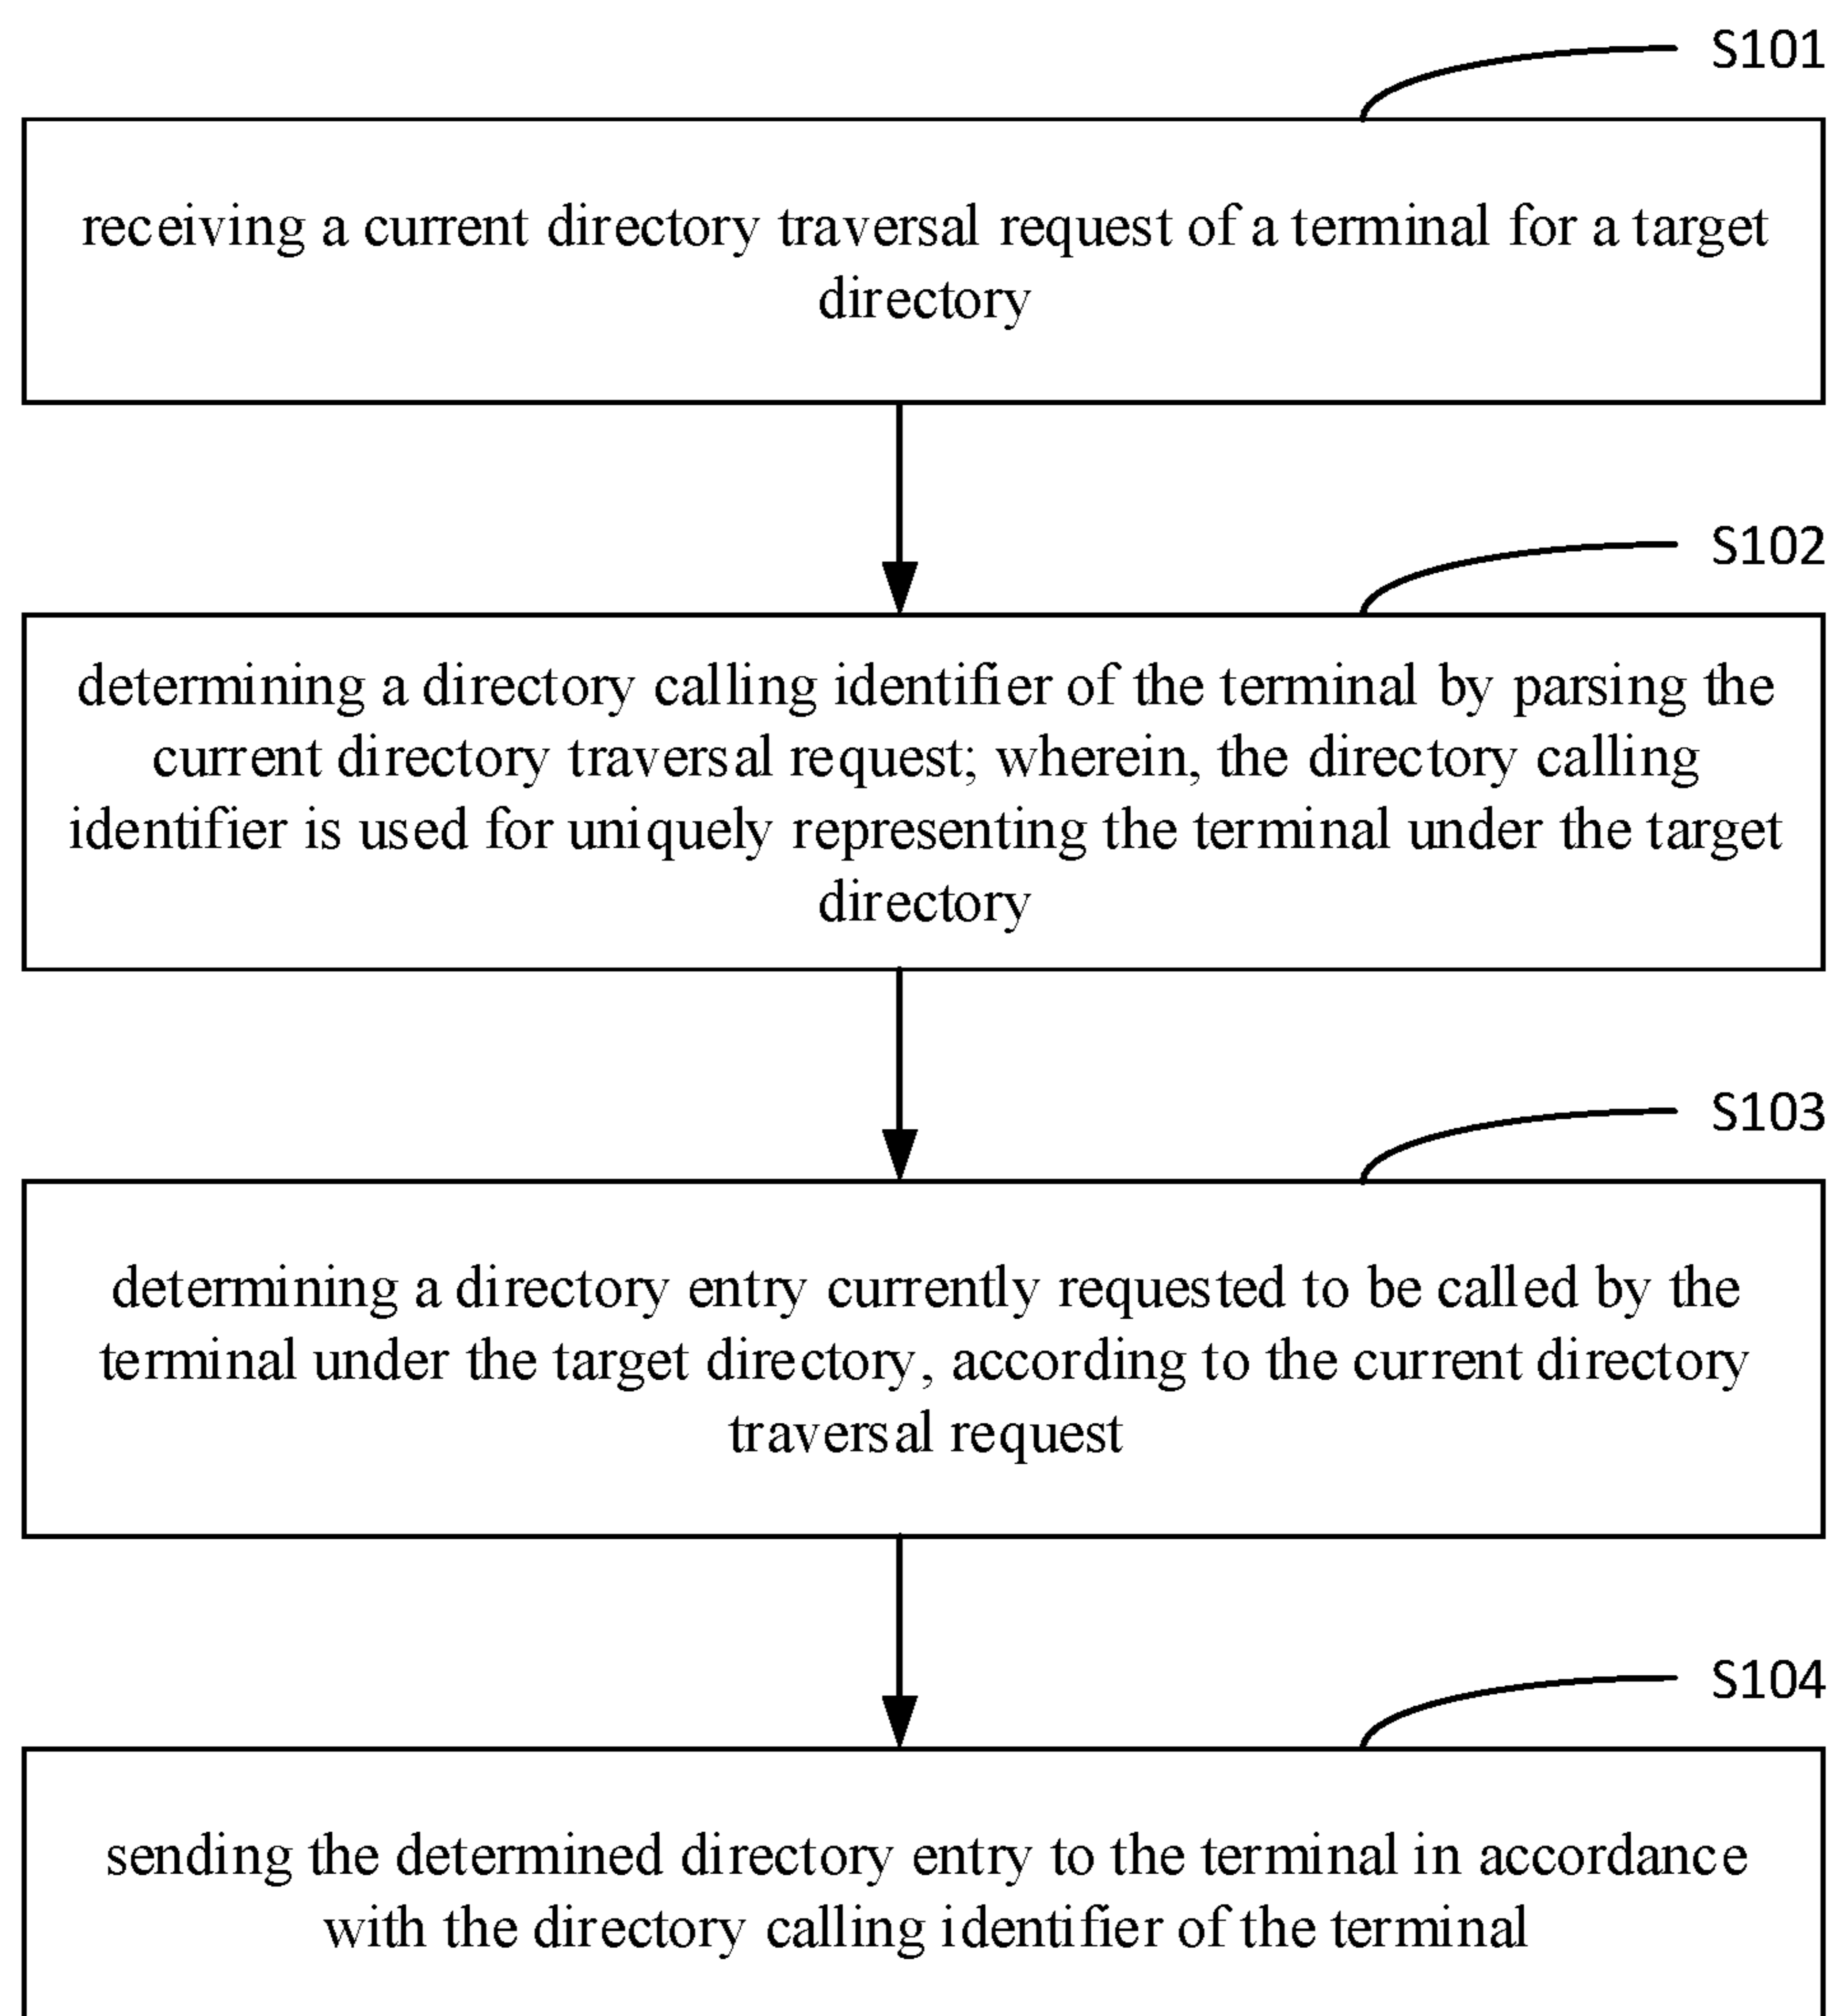 S101
receiving a current directory traversal request of a terminal for a target
directory
S102
determining a directory calling identifier of the terminal by parsing the
current directory traversal request; wherein, the directory calling
identifier is used for uniquely representing the terminal under the target
directory
S103
determining a directory entry currently requested to be called by the
terminal under the target directory, according to the current directory
traversal request
S104
sending the determined directory entry to the terminal in accordance
with the directory calling identifier of the terminal